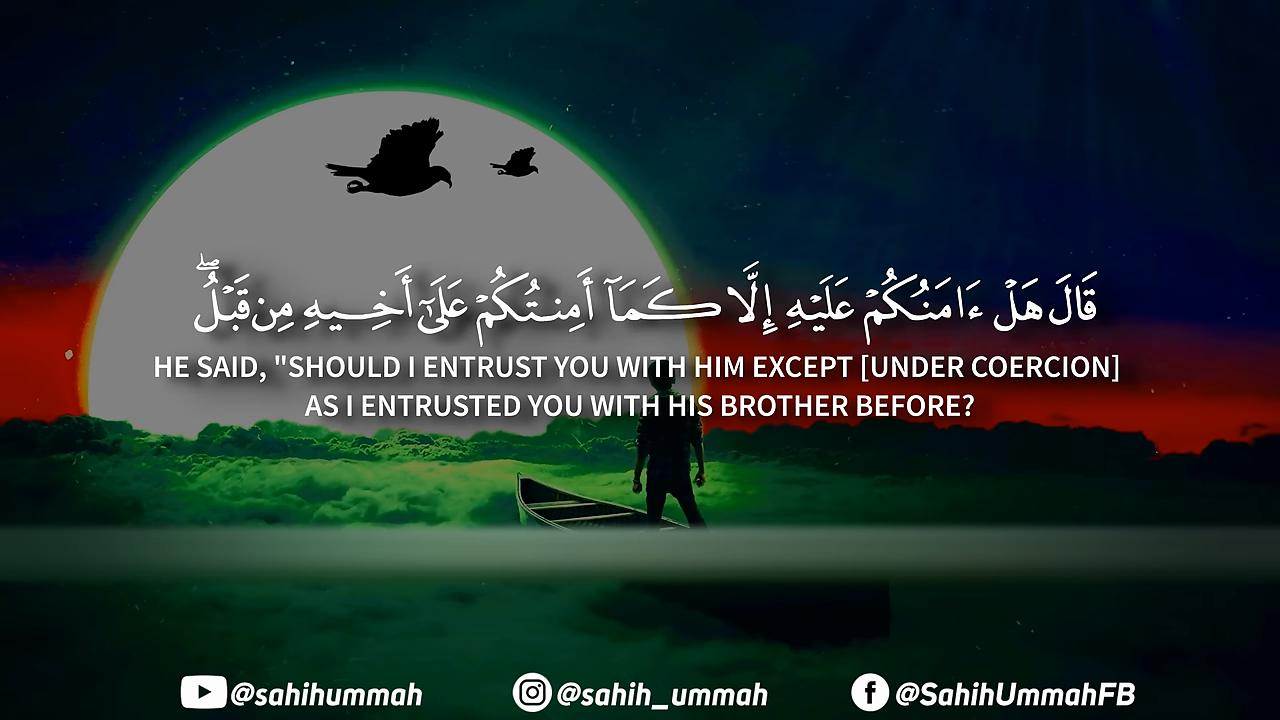 قَالَ هَلْ ءَامَنُكُمْ عَلَيْهِ إِلَّا كَمَآ أَمِنتُكُمْ عَلَىٰٓ أَخِيهِ مِن قَبْلُ ۖ
HE SAID, "SHOULD I ENTRUST YOU WITH HIM EXCEPT [UNDER COERCION]
AS I ENTRUSTED YOU WITH HIS BROTHER BEFORE?
@sahihummah @sahih_ummah @SahihUmmahFB